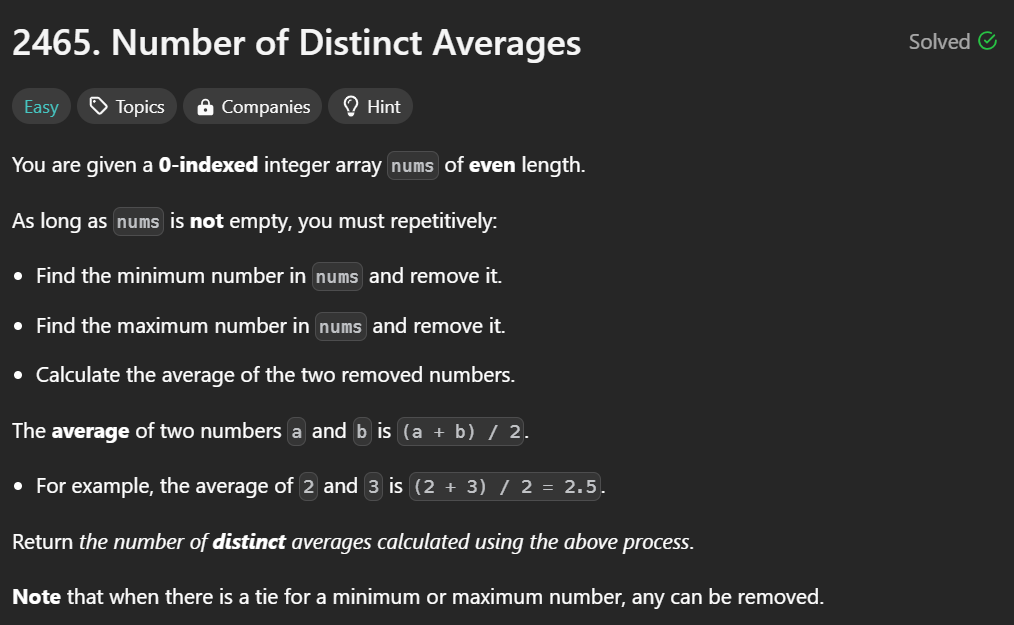 2465. Number of Distinct Averages
Solved
Easy Topics Companies Hint
You are given a 0-indexed integer array nums of even length.
As long as nums is not empty, you must repetitively:
• Find the minimum number in nums and remove it.
• Find the maximum number in nums and remove it.
• Calculate the average of the two removed numbers.
The average of two numbers a and b is (a + b) / 2.
• For example, the average of 2 and 3 is (2 + 3) / 2 = 2.5.
Return the number of distinct averages calculated using the above process.
Note that when there is a tie for a minimum or maximum number, any can be removed.